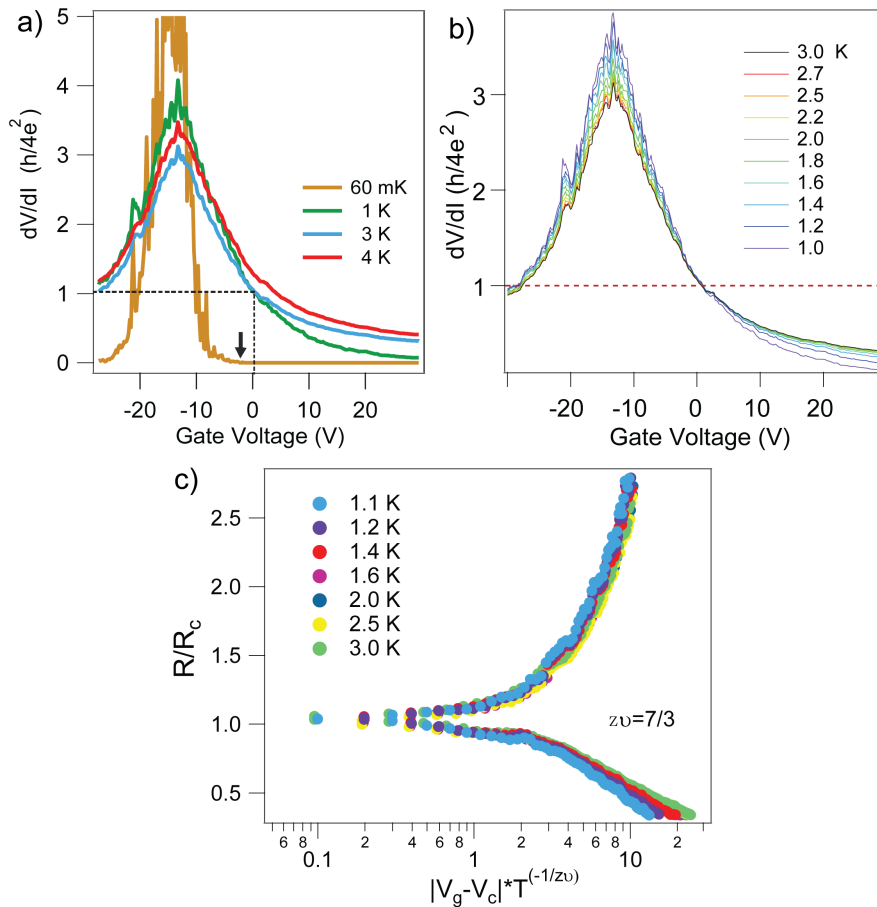 a)
5
4
3
2
1
0
dV/dI (h/4e²)
60 mK
1 K
3 K
4 K
-20 -10 0 10 20
Gate Voltage (V)
b)
3
2
1
dV/dI (h/4e²)
3.0 K
2.7
2.5
2.2
2.0
1.8
1.6
1.4
1.2
1.0
-20 -10 0 10 20
Gate Voltage (V)
c)
2.5
2.0
1.5
1.0
0.5
R/R_c
1.1 K
1.2 K
1.4 K
1.6 K
2.0 K
2.5 K
3.0 K
zυ=7/3
6 8 0.1 2 4 6 8 1 2 4 6 8 10 2
|V_g-V_c|*T^(-1/zυ)